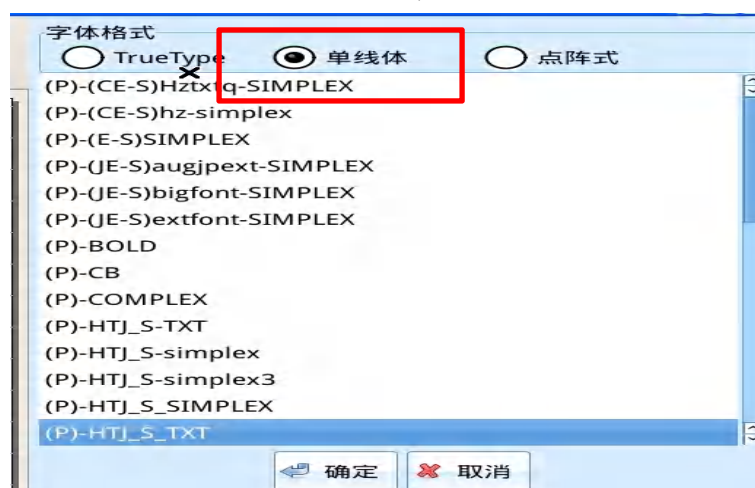 字体格式
TrueType 单线体 点阵式
(P)-(CE-S)Hztxtq-SIMPLEX
(P)-(CE-S)hz-simplex
(P)-(E-S)SIMPLEX
(P)-(JE-S)augjpext-SIMPLEX
(P)-(JE-S)bigfont-SIMPLEX
(P)-(JE-S)extfont-SIMPLEX
(P)-BOLD
(P)-CB
(P)-COMPLEX
(P)-HTJ_S-TXT
(P)-HTJ_S-simplex
(P)-HTJ_S-simplex3
(P)-HTJ_S_SIMPLEX
(P)-HTJ_S_TXT
确定 取消